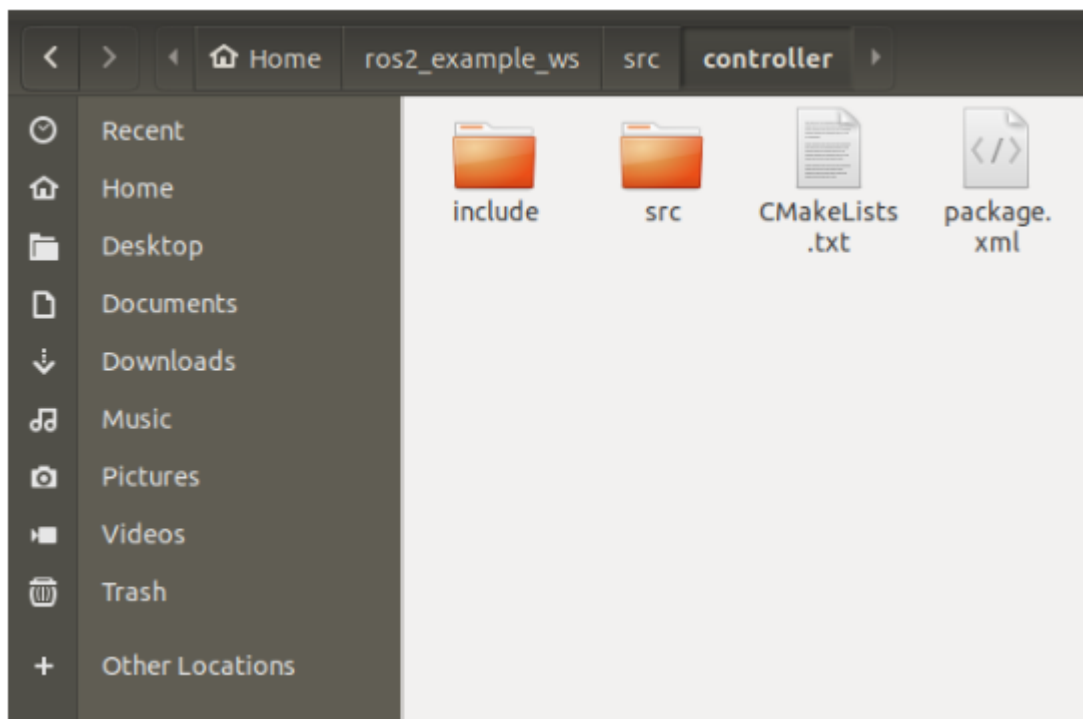 Home ros2_example_ws src controller
Recent
Home
Desktop
Documents
Downloads
Music
Pictures
Videos
Trash
Other Locations
include src CMakeLists package.
.txt xml